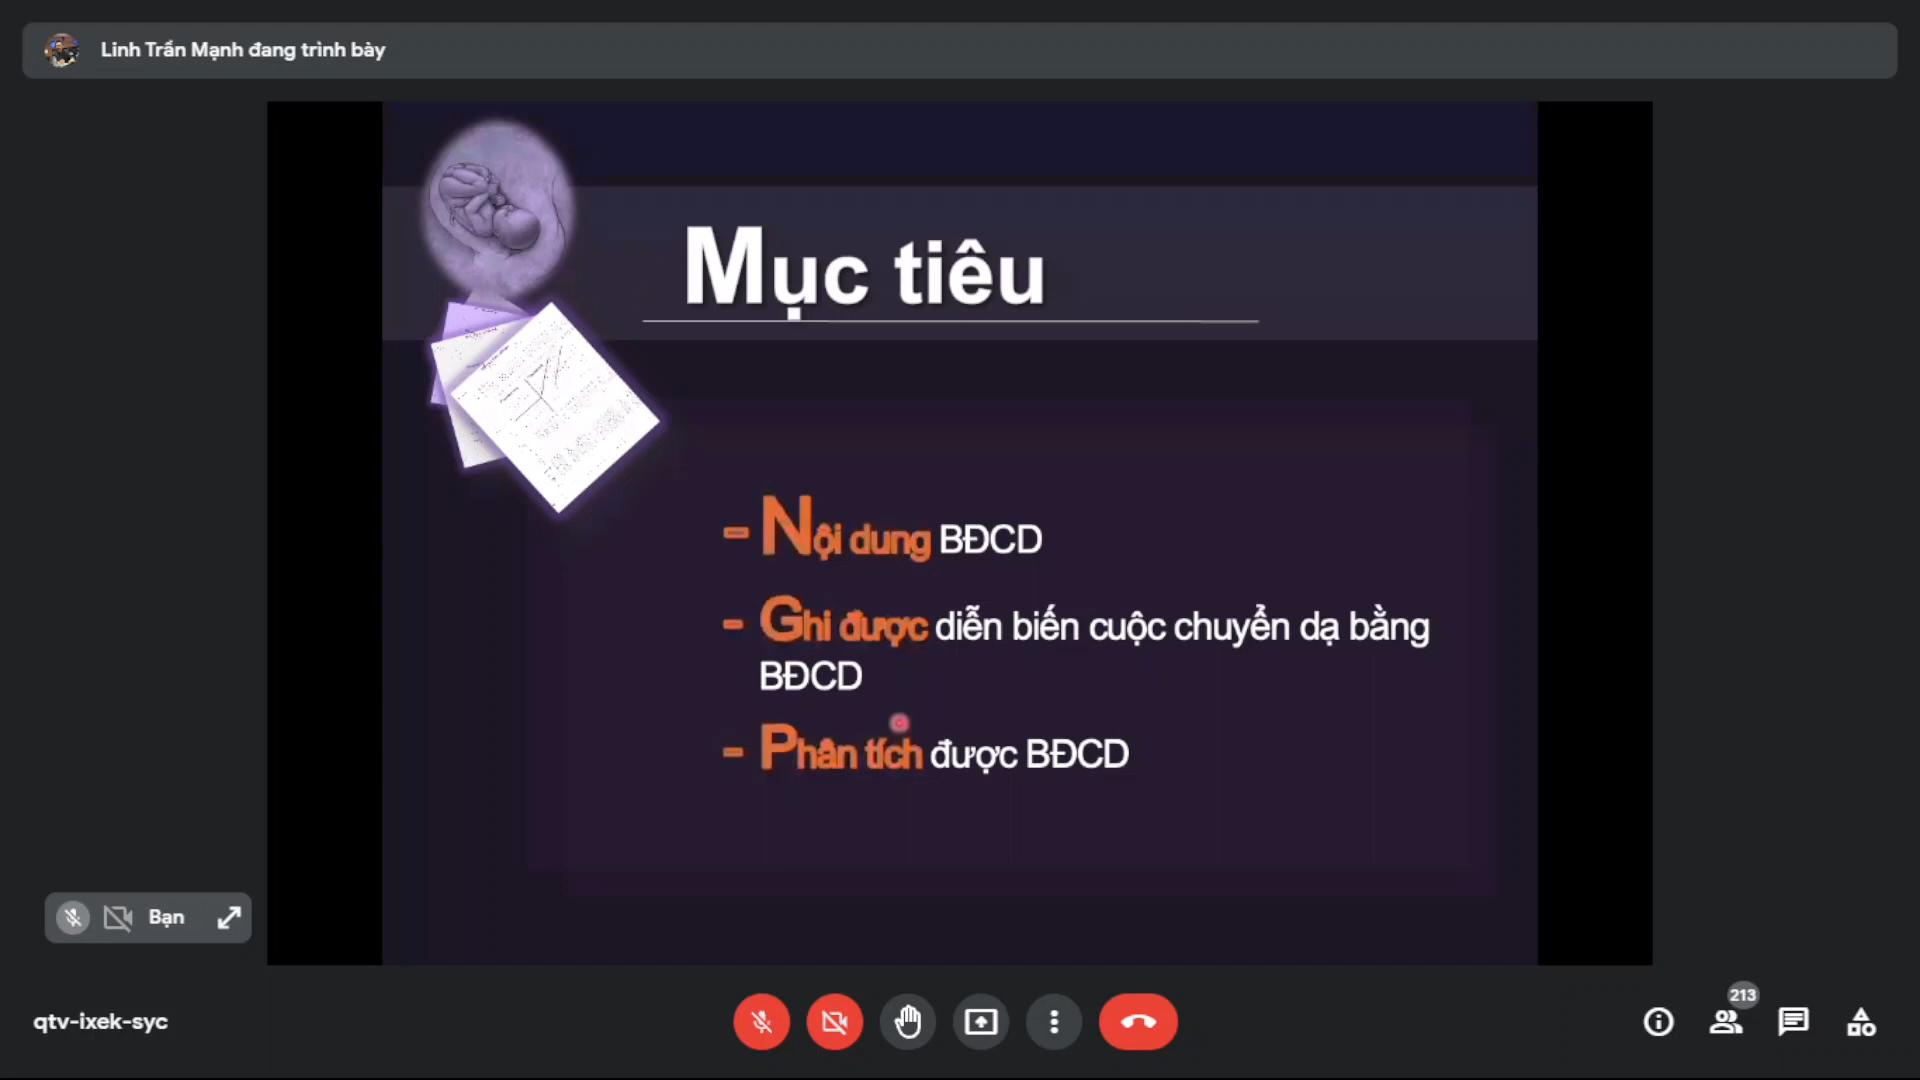 Linh Trần Mạnh đang trình bày
Mục tiêu
- Nội dung BĐCD
- Ghi được diễn biến cuộc chuyển dạ bằng
BĐCD
- Phân tích được BĐCD
Bạn
qtv-ixek-syc
213